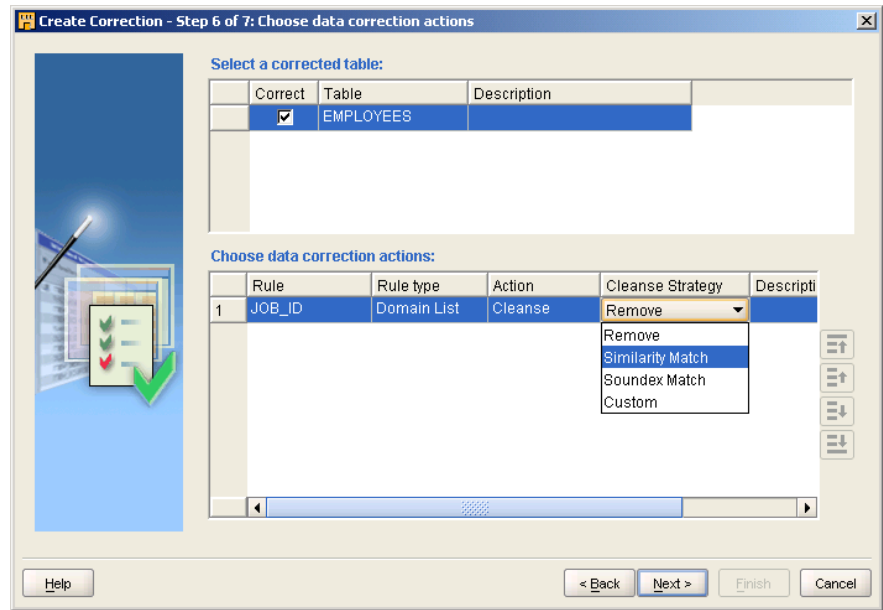 Create Correction - Step 6 of 7: Choose data correction actions
Select a corrected table:
Correct Table Description
EMPLOYEES
Choose data correction actions:
Rule Rule type Action Cleanse Strategy Descripti
1 JOB_ID Domain List Cleanse Remove
Remove
Similarity Match
Soundex Match
Custom
Help < Back Next > Finish Cancel